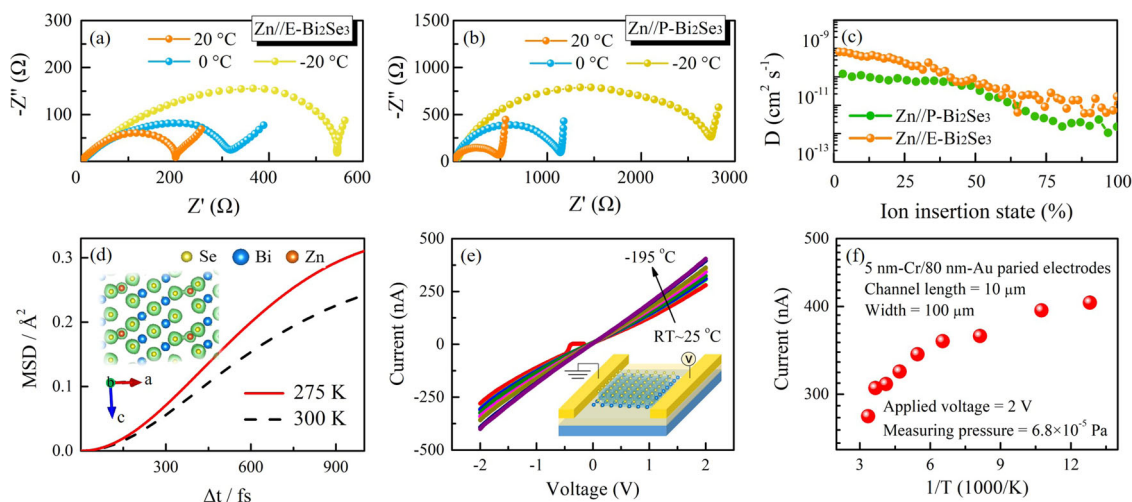 (a)
Zn//E-Bi2Se3
20 °C
0 °C
-20 °C
200
150
100
50
0
-Z'' (Ω)
0 100 200 300 400 500 600
Z' (Ω)
(b)
Zn//P-Bi2Se3
20 °C
0 °C
-20 °C
1500
1000
500
0
-Z'' (Ω)
0 1000 2000 3000
Z' (Ω)
(c)
10-9
10-11
10-13
D (cm² s⁻¹)
Zn//P-Bi2Se3
Zn//E-Bi2Se3
0 25 50 75 100
Ion insertion state (%)
(d)
Se Bi Zn
0.3
0.2
0.1
0.0
MSD / Å²
b a
c
275 K
300 K
300 600 900
Δt / fs
(e)
-195 °C
RT~25 °C
V
500
250
0
-250
-500
Current (nA)
-2 -1 0 1 2
Voltage (V)
(f)
5 nm-Cr/80 nm-Au paried electrodes
Channel length = 10 μm
Width = 100 μm
500
400
300
Current (nA)
Applied voltage = 2 V
Measuring pressure = 6.8×10⁻⁵ Pa
3 6 9 12
1/T (1000/K)